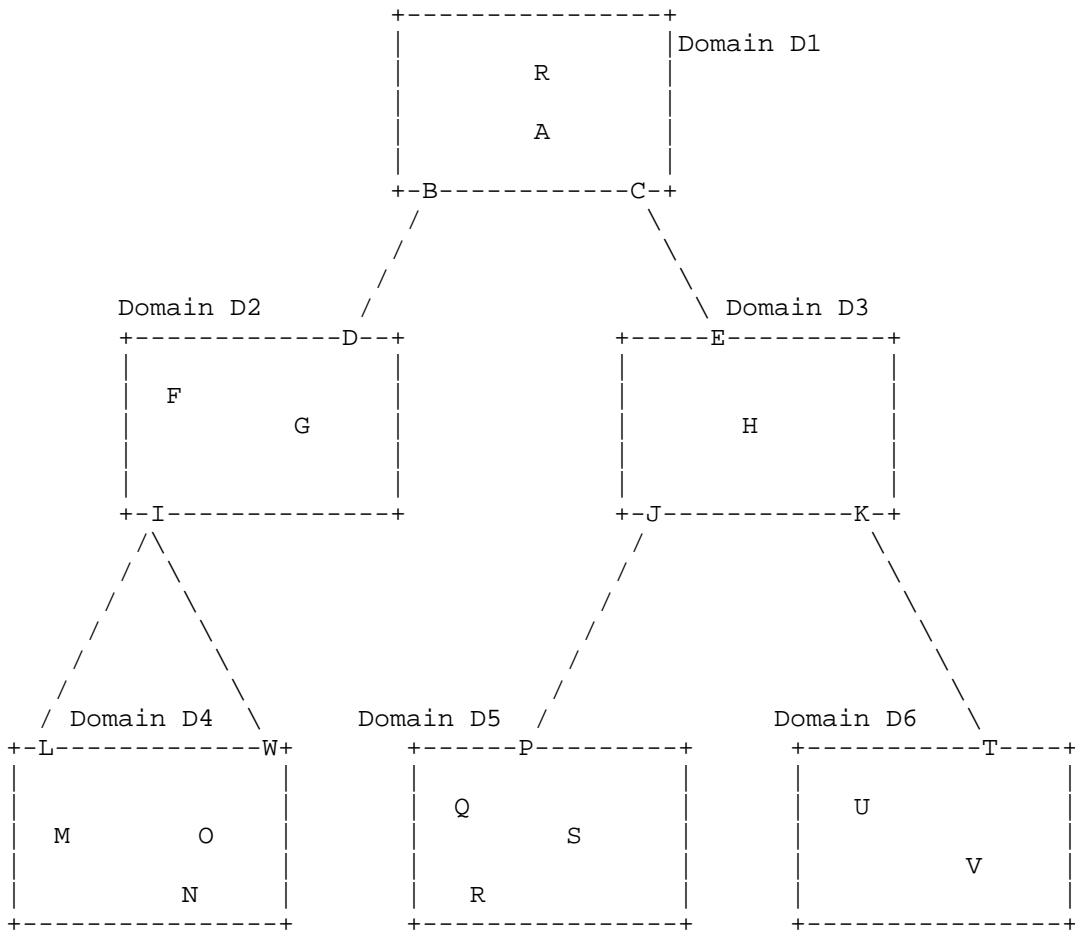 Domain D1
R
A
B C
Domain D2 Domain D3
D E
F
G H
I J K
Domain D4 Domain D5 Domain D6
L W P T
Q U
M O S
V
N R